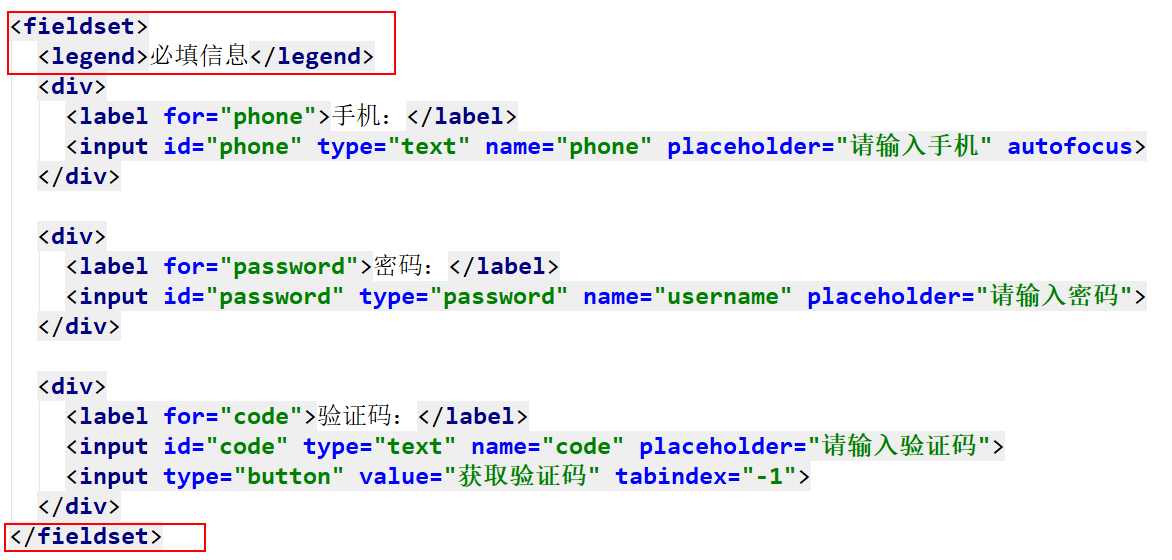 <fieldset>
<legend>必填信息</legend>
<div>
<label for="phone">手机：</label>
<input id="phone" type="text" name="phone" placeholder="请输入手机" autofocus>
</div>
<div>
<label for="password">密码：</label>
<input id="password" type="password" name="username" placeholder="请输入密码">
</div>
<div>
<label for="code">验证码：</label>
<input id="code" type="text" name="code" placeholder="请输入验证码">
<input type="button" value="获取验证码" tabindex="-1">
</div>
</fieldset>